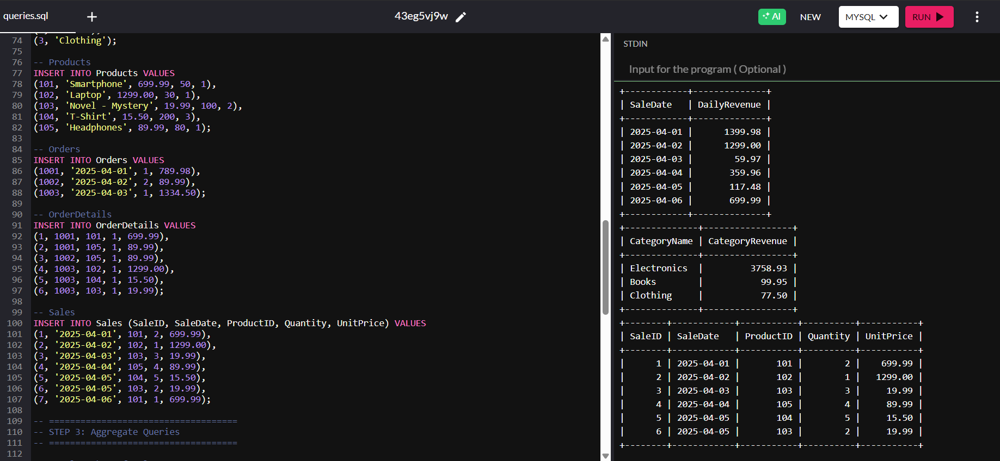 queries.sql + 43eg5vj9w AI NEW MYSQL RUN
74 (3, 'Clothing');
75
76 -- Products
77 INSERT INTO Products VALUES
78 (101, 'Smartphone', 699.99, 50, 1),
79 (102, 'Laptop', 1299.00, 30, 1),
80 (103, 'Novel - Mystery', 19.99, 100, 2),
81 (104, 'T-Shirt', 15.50, 200, 3),
82 (105, 'Headphones', 89.99, 80, 1);
83
84 -- Orders
85 INSERT INTO Orders VALUES
86 (1001, '2025-04-01', 1, 789.98),
87 (1002, '2025-04-02', 2, 89.99),
88 (1003, '2025-04-03', 1, 1334.50);
89
90 -- OrderDetails
91 INSERT INTO OrderDetails VALUES
92 (1, 1001, 101, 1, 699.99),
93 (2, 1001, 105, 1, 89.99),
94 (3, 1002, 105, 1, 89.99),
95 (4, 1003, 102, 1, 1299.00),
96 (5, 1003, 104, 1, 15.50),
97 (6, 1003, 103, 1, 19.99);
98
99 -- Sales
100 INSERT INTO Sales (SaleID, SaleDate, ProductID, Quantity, UnitPrice) VALUES
101 (1, '2025-04-01', 101, 2, 699.99),
102 (2, '2025-04-02', 102, 1, 1299.00),
103 (3, '2025-04-03', 103, 3, 19.99),
104 (4, '2025-04-04', 105, 4, 89.99),
105 (5, '2025-04-05', 104, 5, 15.50),
106 (6, '2025-04-05', 103, 2, 19.99),
107 (7, '2025-04-06', 101, 1, 699.99);
108
109 -- ====================================
110 -- STEP 3: Aggregate Queries
111 -- ====================================
112
STDIN
Input for the program ( Optional )
+------------+--------------+
| SaleDate   | DailyRevenue |
+------------+--------------+
| 2025-04-01 |      1399.98 |
| 2025-04-02 |      1299.00 |
| 2025-04-03 |        59.97 |
| 2025-04-04 |       359.96 |
| 2025-04-05 |       117.48 |
| 2025-04-06 |       699.99 |
+------------+--------------+
+--------------+-----------------+
| CategoryName | CategoryRevenue |
+--------------+-----------------+
| Electronics  |         3758.93 |
| Books        |           99.95 |
| Clothing     |           77.50 |
+--------------+-----------------+
+--------+------------+-----------+----------+-----------+
| SaleID | SaleDate   | ProductID | Quantity | UnitPrice |
+--------+------------+-----------+----------+-----------+
|      1 | 2025-04-01 |       101 |        2 |    699.99 |
|      2 | 2025-04-02 |       102 |        1 |   1299.00 |
|      3 | 2025-04-03 |       103 |        3 |     19.99 |
|      4 | 2025-04-04 |       105 |        4 |     89.99 |
|      5 | 2025-04-05 |       104 |        5 |     15.50 |
|      6 | 2025-04-05 |       103 |        2 |     19.99 |
+--------+------------+-----------+----------+-----------+